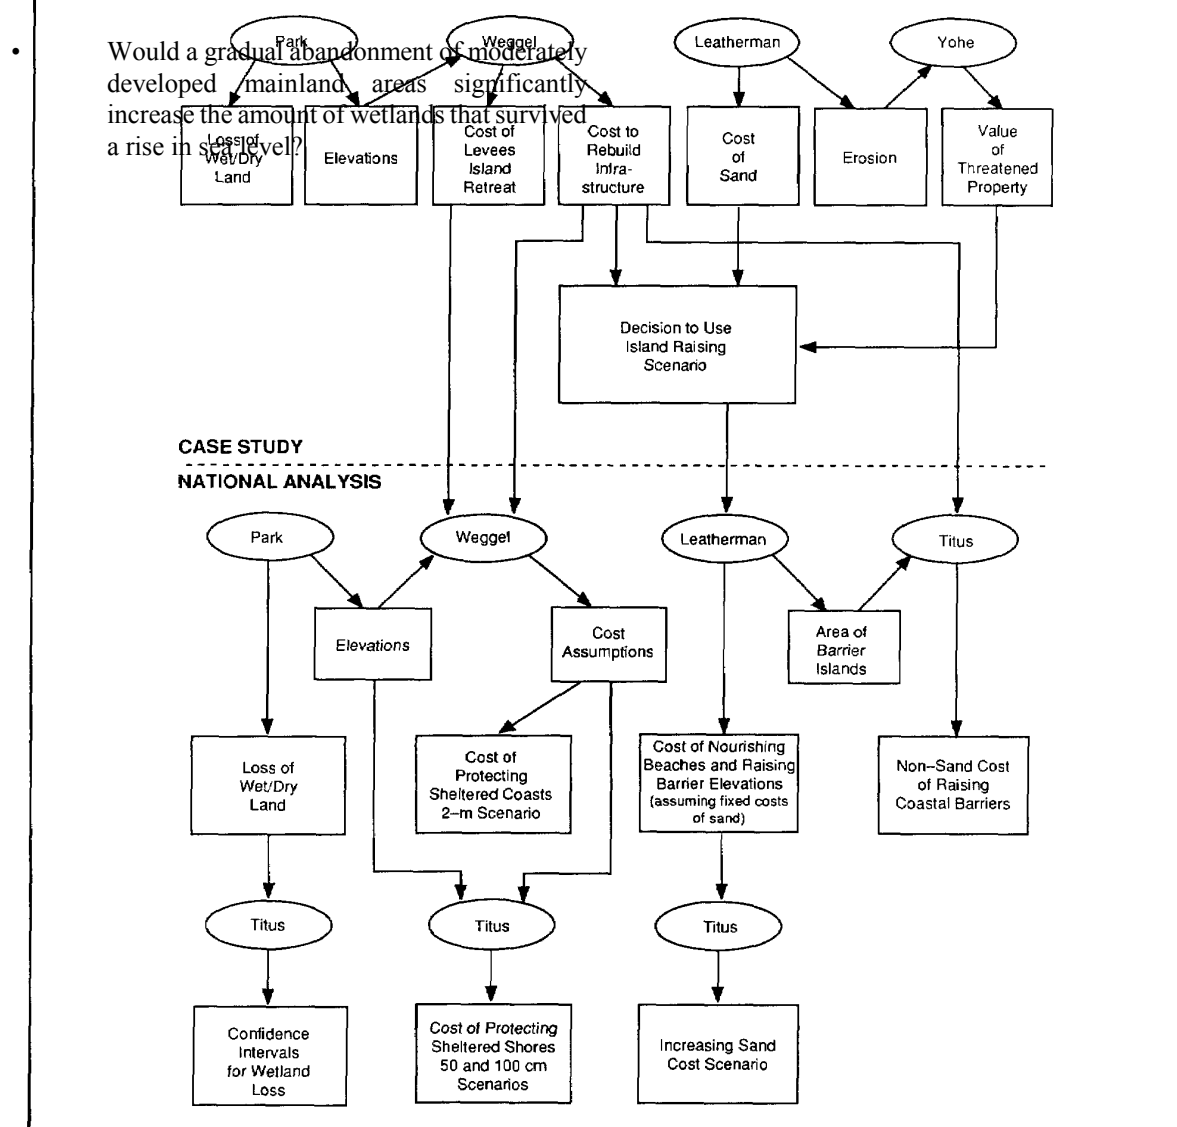 •
Would a gradual abandonment of moderately
developed mainland areas significantly
increase the amount of wetlands that survived
a rise in sea level?
Park
Weggel
Leatherman
Yohe
Loss of
Wet/Dry
Land
Elevations
Cost of
Levees
Island
Retreat
Cost to
Rebuild
Infra-
structure
Cost
of
Sand
Erosion
Value
of
Threatened
Property
Decision to Use
Island Raising
Scenario
CASE STUDY
NATIONAL ANALYSIS
Park
Weggel
Leatherman
Titus
Elevations
Cost
Assumptions
Area of
Barrier
Islands
Loss of
Wet/Dry
Land
Cost of
Protecting
Sheltered Coasts
2–m Scenario
Cost of Nourishing
Beaches and Raising
Barrier Elevations
(assuming fixed costs
of sand)
Non–Sand Cost
of Raising
Coastal Barriers
Titus
Titus
Titus
Confidence
Intervals
for Wetland
Loss
Cost of Protecting
Sheltered Shores
50 and 100 cm
Scenarios
Increasing Sand
Cost Scenario